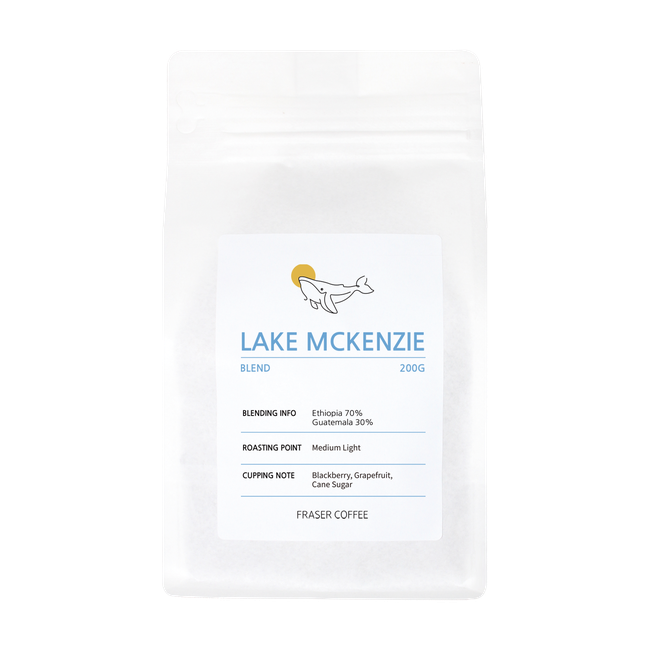 LAKE MCKENZIE
BLEND 200G
BLENDING INFO Ethiopia 70%
Guatemala 30%
ROASTING POINT Medium Light
CUPPING NOTE Blackberry, Grapefruit,
Cane Sugar
FRASER COFFEE